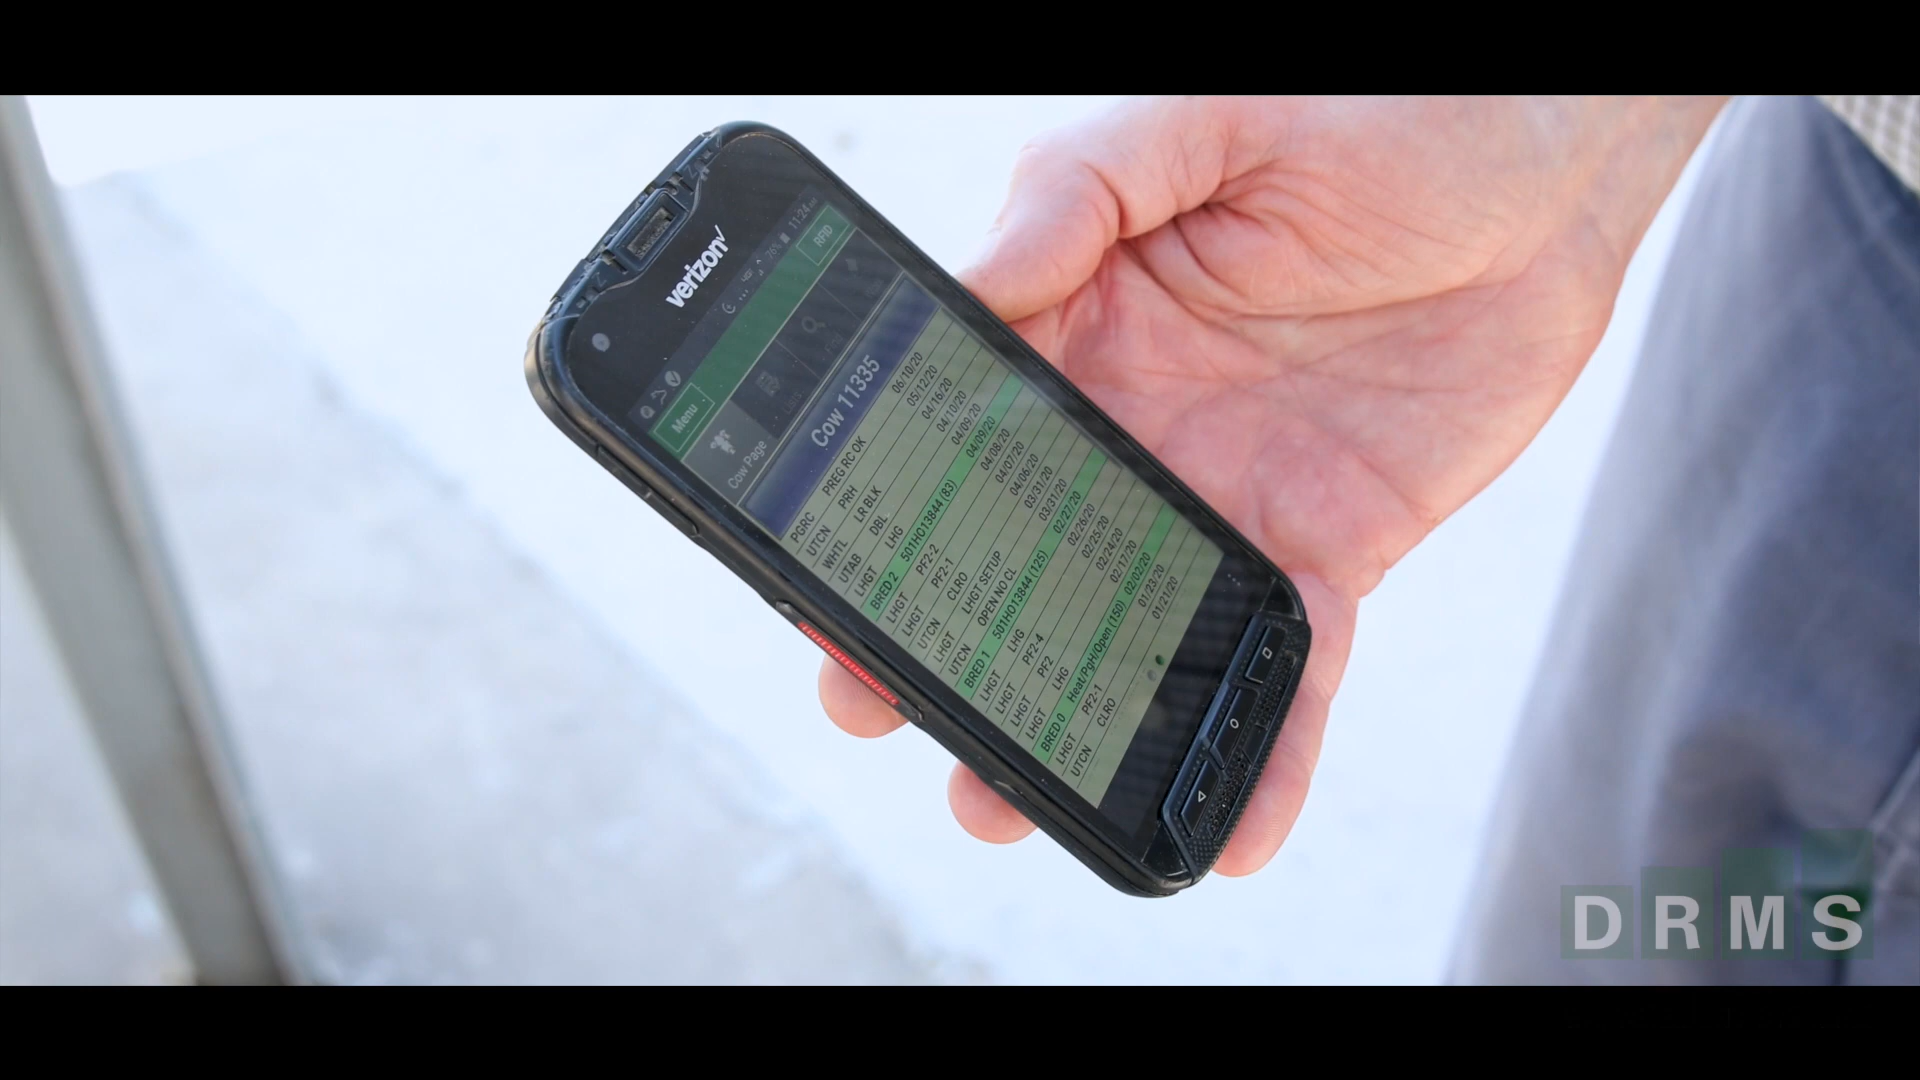 verizon
76% 11:24 AM
Menu RFID
Cow Page
Cow 11335
PGRC PREG RC OK 06/10/20
UTCN PRH 05/12/20
WHTL LR BLK 04/16/20
UTAB DBL 04/10/20
LHGT LHG 04/09/20
BRED 2 501HO13844 (83) 04/09/20
LHGT PF2-2 04/08/20
LHGT PF2-1 04/07/20
UTCN CLRO 04/06/20
LHGT LHGT SETUP 03/31/20
UTCN OPEN NO CL 03/31/20
BRED 1 501HO13844 (125) 02/27/20
LHGT LHG 02/26/20
LHGT PF2-4 02/25/20
LHGT PF2 02/24/20
LHGT LHG 02/17/20
BRED 0 Heat/PgH/Open (150) 02/02/20
LHGT PF2-1 01/23/20
UTCN CLRO 01/21/20
DRMS